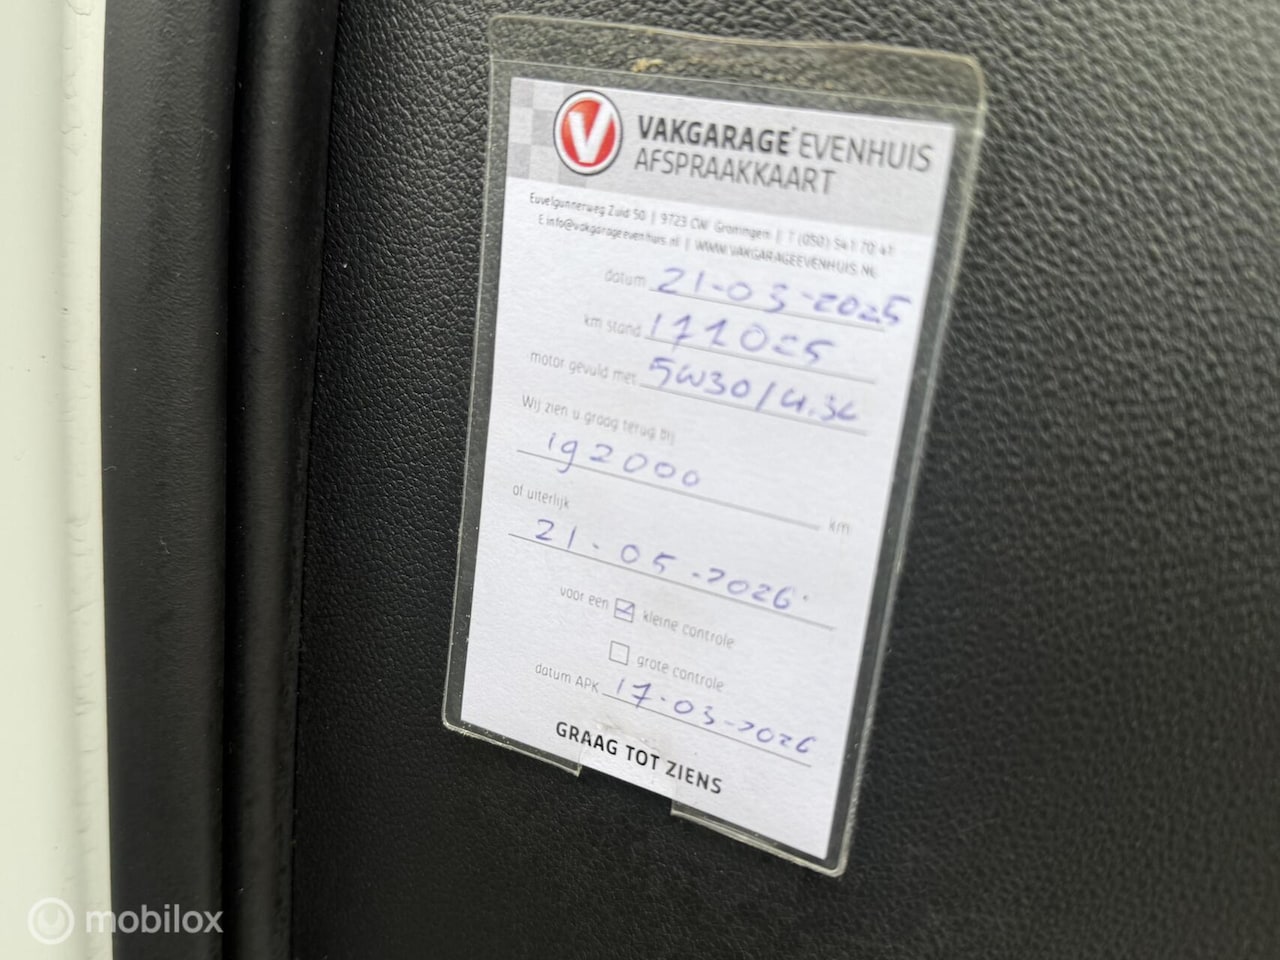 V
VAKGARAGE® EVENHUIS
AFSPRAAKKAART
Euvelgunnerweg Zuid 50 | 9723 CW Groningen | T (050) 541 70 41
E info@vakgarageevenhuis.nl | WWW.VAKGARAGEEVENHUIS.NL
datum 21-03-2025
km stand 171025
motor gevuld met 5W30/4.3L
Wij zien u graag terug bij
192000 km
of uiterlijk
21.05-2026.
voor een kleine controle
grote controle
datum APK 17-03-2026
GRAAG TOT ZIENS
mobilox